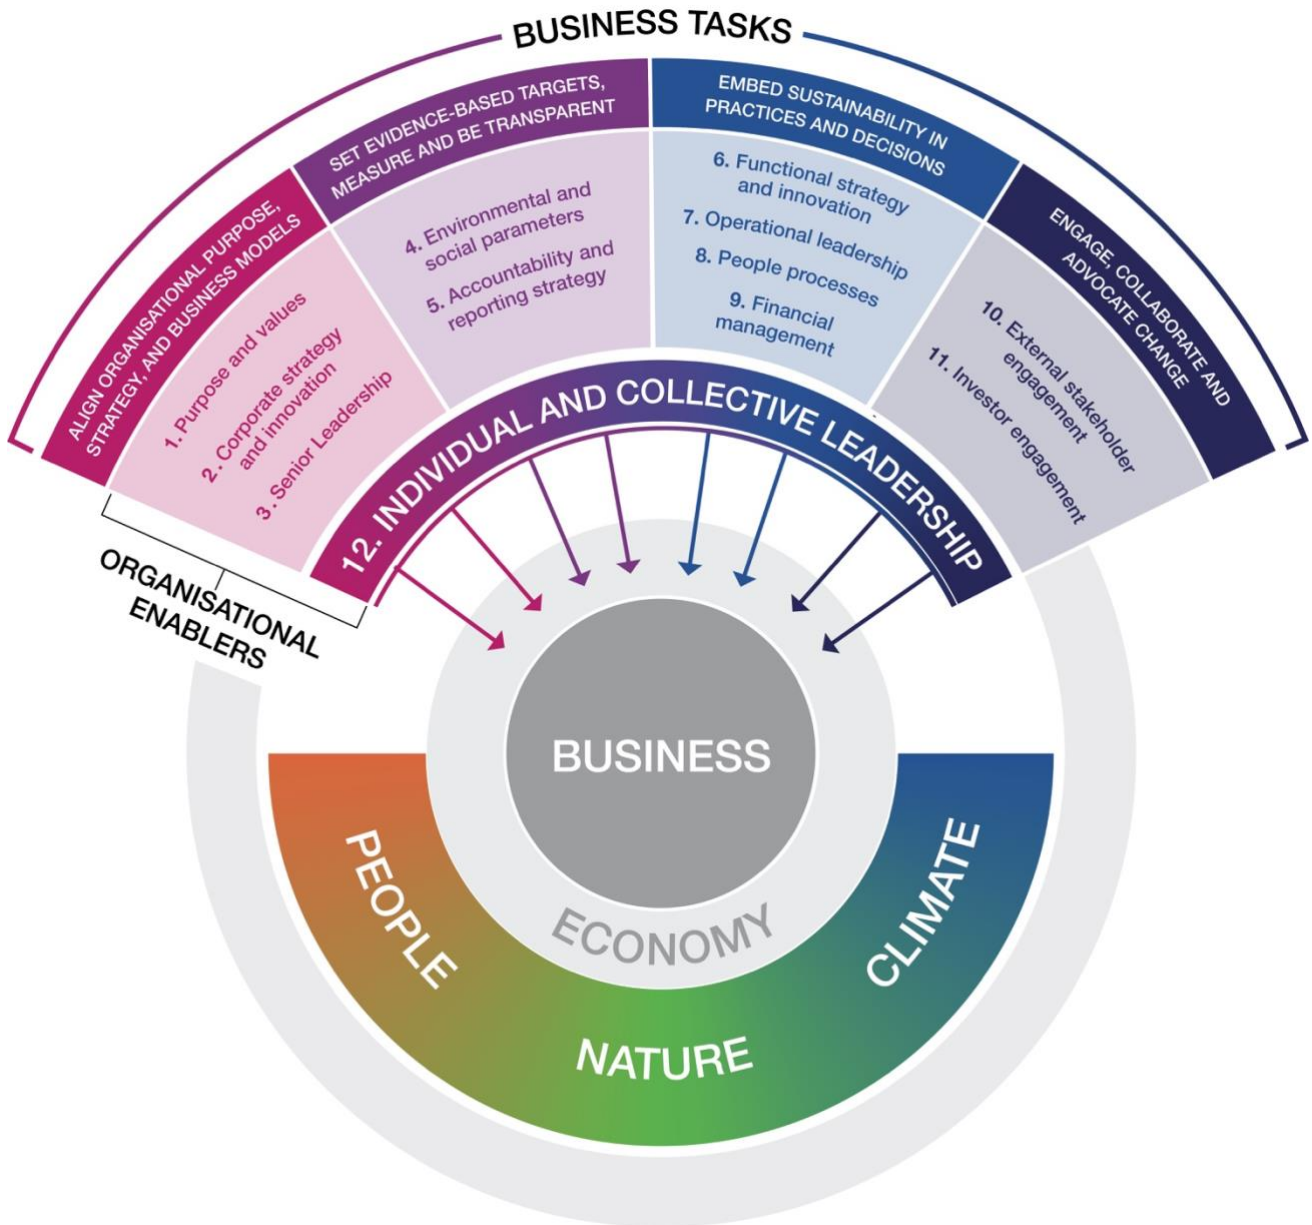 BUSINESS TASKS
ALIGN ORGANISATIONAL PURPOSE,
STRATEGY, AND BUSINESS MODELS
1. Purpose and values
2. Corporate strategy
and innovation
3. Senior Leadership
SET EVIDENCE-BASED TARGETS,
MEASURE AND BE TRANSPARENT
4. Environmental and
social parameters
5. Accountability and
reporting strategy
EMBED SUSTAINABILITY IN
PRACTICES AND DECISIONS
6. Functional strategy
and innovation
7. Operational leadership
8. People processes
9. Financial
management
ENGAGE, COLLABORATE AND
ADVOCATE CHANGE
10. External stakeholder
engagement
11. Investor engagement
12. INDIVIDUAL AND COLLECTIVE LEADERSHIP
ORGANISATIONAL
ENABLERS
BUSINESS
ECONOMY
PEOPLE
NATURE
CLIMATE